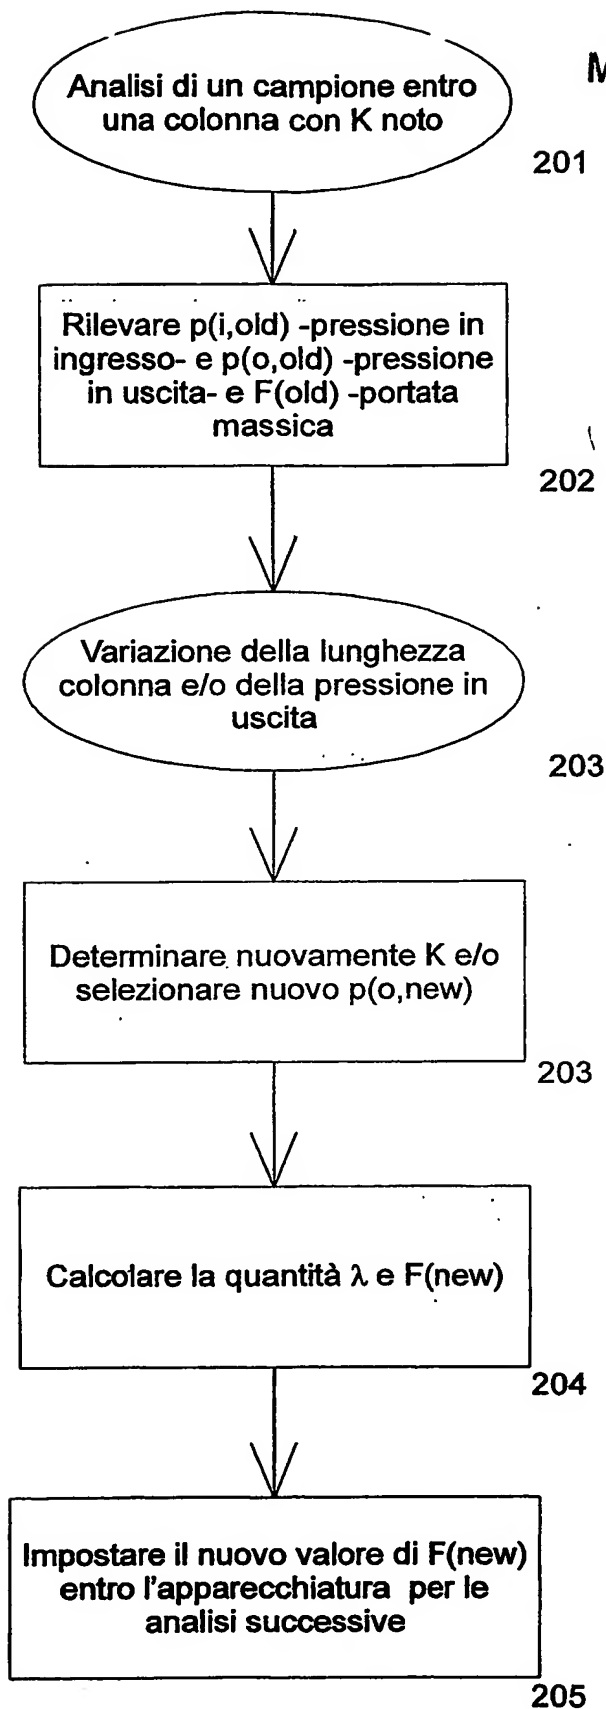 Analisi di un campione entro
una colonna con K noto
M
201
Rilevare p(i,old) -pressione in
ingresso- e p(o,old) -pressione
in uscita- e F(old) -portata
massica
202
Variazione della lunghezza
colonna e/o della pressione in
uscita
203
Determinare nuovamente K e/o
selezionare nuovo p(o,new)
203
Calcolare la quantità λ e F(new)
204
Impostare il nuovo valore di F(new)
entro l'apparecchiatura per le
analisi successive
205